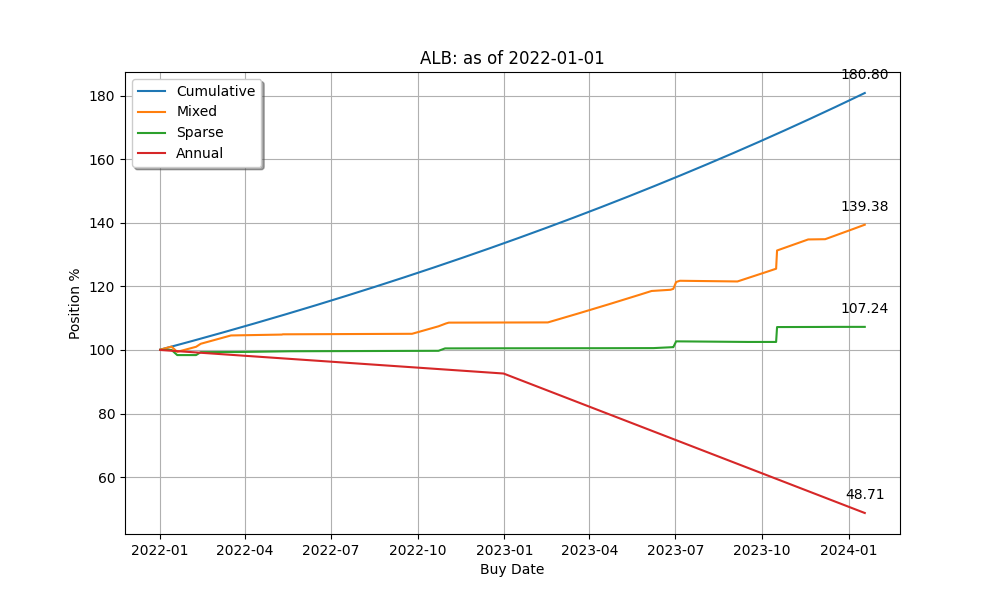 ALB: as of 2022-01-01
Cumulative
Mixed
Sparse
Annual
180.80
139.38
107.24
48.71
180
160
140
120
100
80
60
Position %
2022-01 2022-04 2022-07 2022-10 2023-01 2023-04 2023-07 2023-10 2024-01
Buy Date